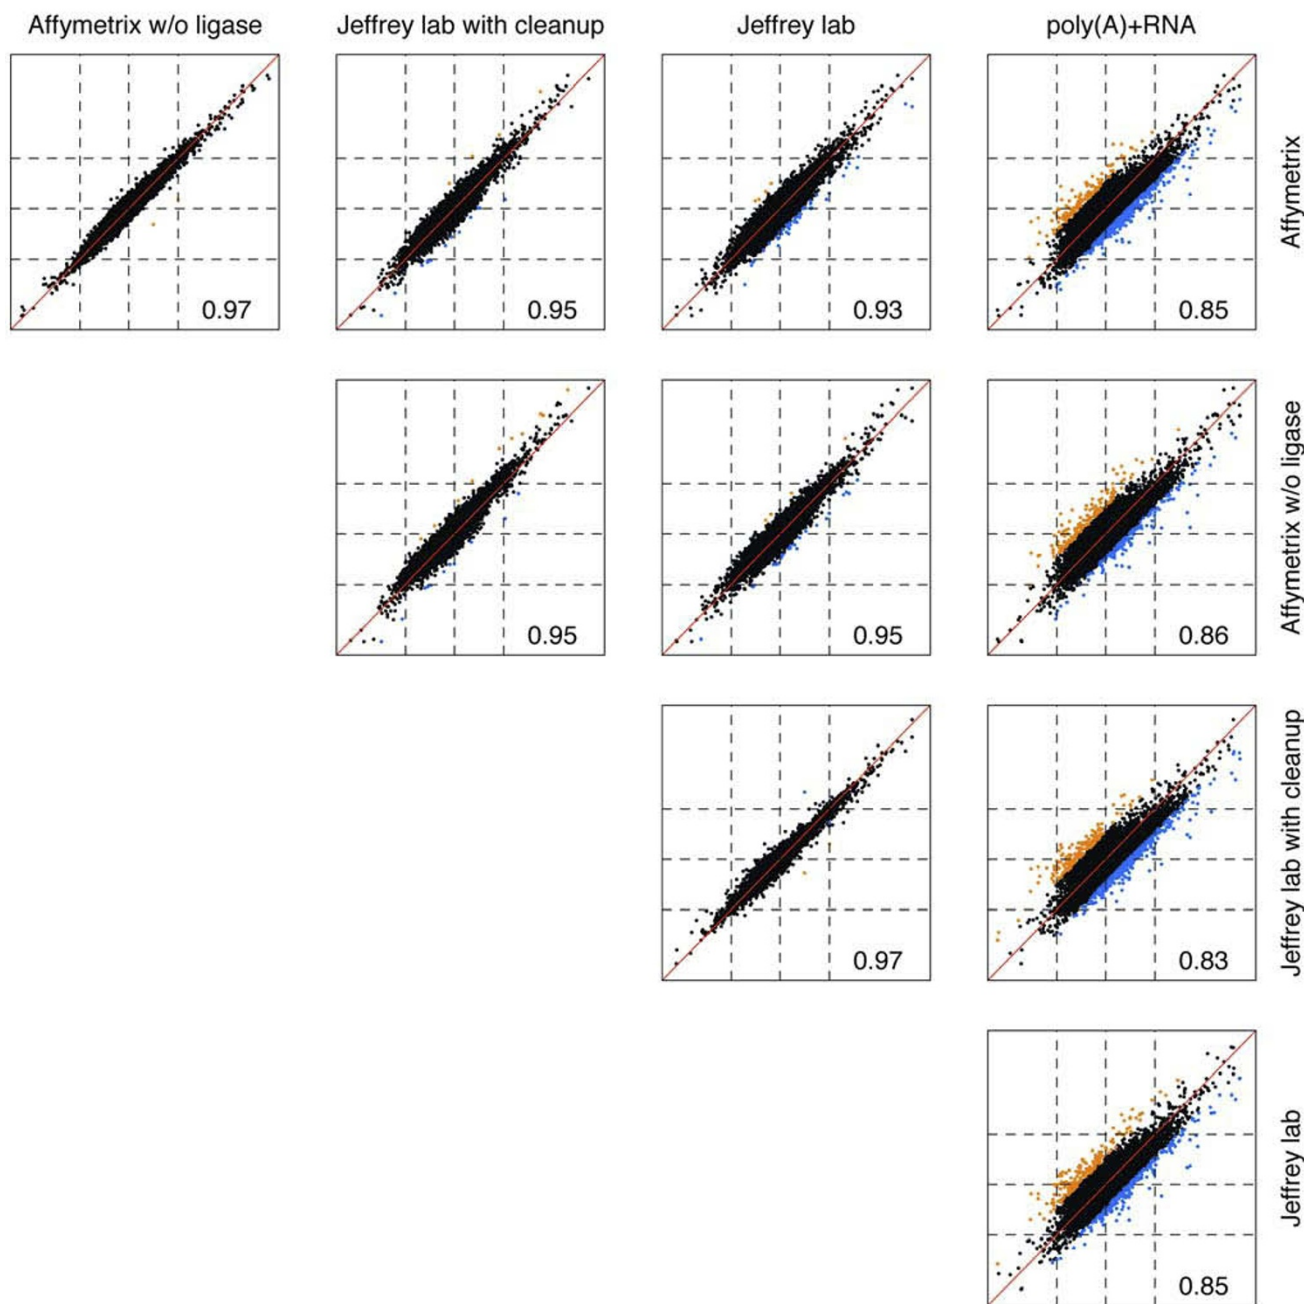 Affymetrix w/o ligase
Jeffrey lab with cleanup
Jeffrey lab
poly(A)+RNA
0.97
0.95
0.93
0.85
Affymetrix
0.95
0.95
0.86
Affymetrix w/o ligase
0.97
0.83
Jeffrey lab with cleanup
0.85
Jeffrey lab